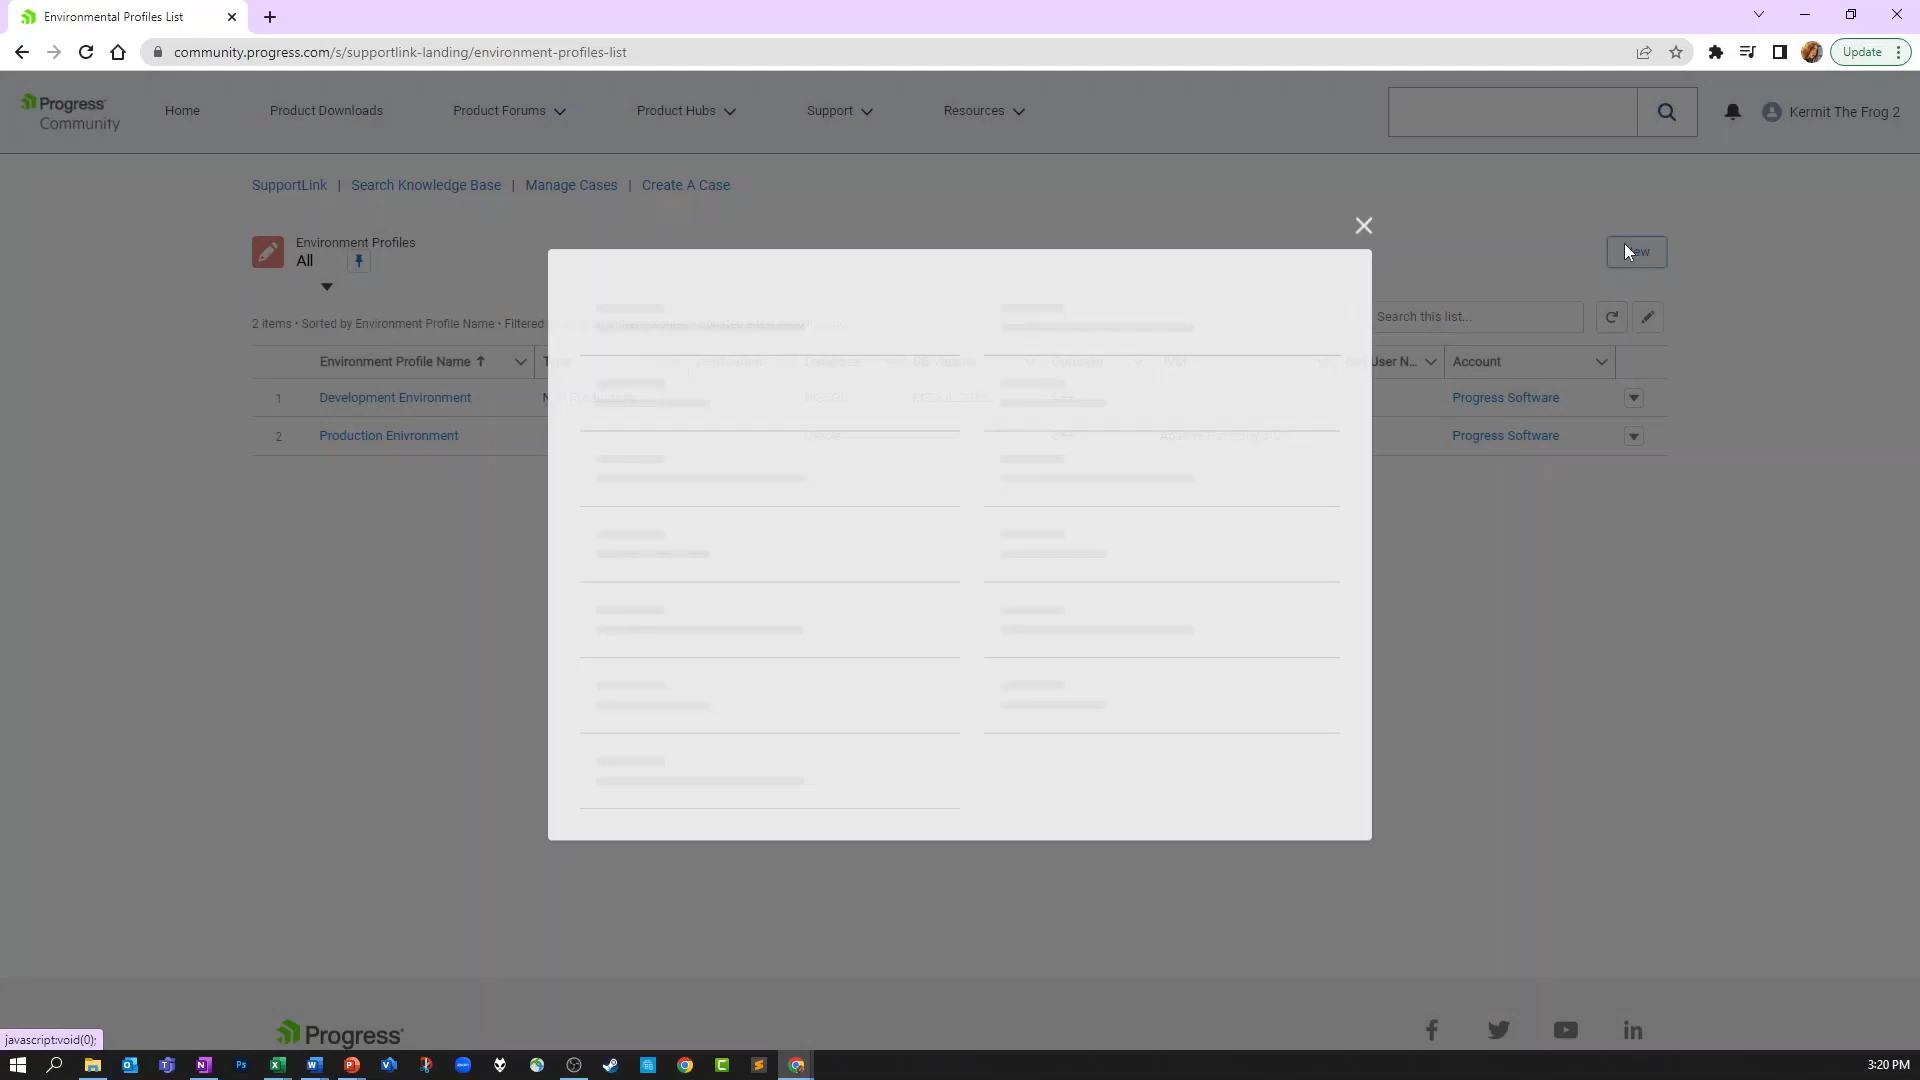 Environmental Profiles List
community.progress.com/s/supportlink-landing/environment-profiles-list
Update
Progress
Community
Home
Product Downloads
Product Forums
Product Hubs
Support
Resources
Kermit The Frog 2
SupportLink | Search Knowledge Base | Manage Cases | Create A Case
Environment Profiles
All
2 items • Sorted by Environment Profile Name • Filtered
Search this list...
Environment Profile Name
User N...
Account
1
Development Environment
Progress Software
2
Production Enivronment
Progress Software
Progress
javascript:void(0);
3:20 PM